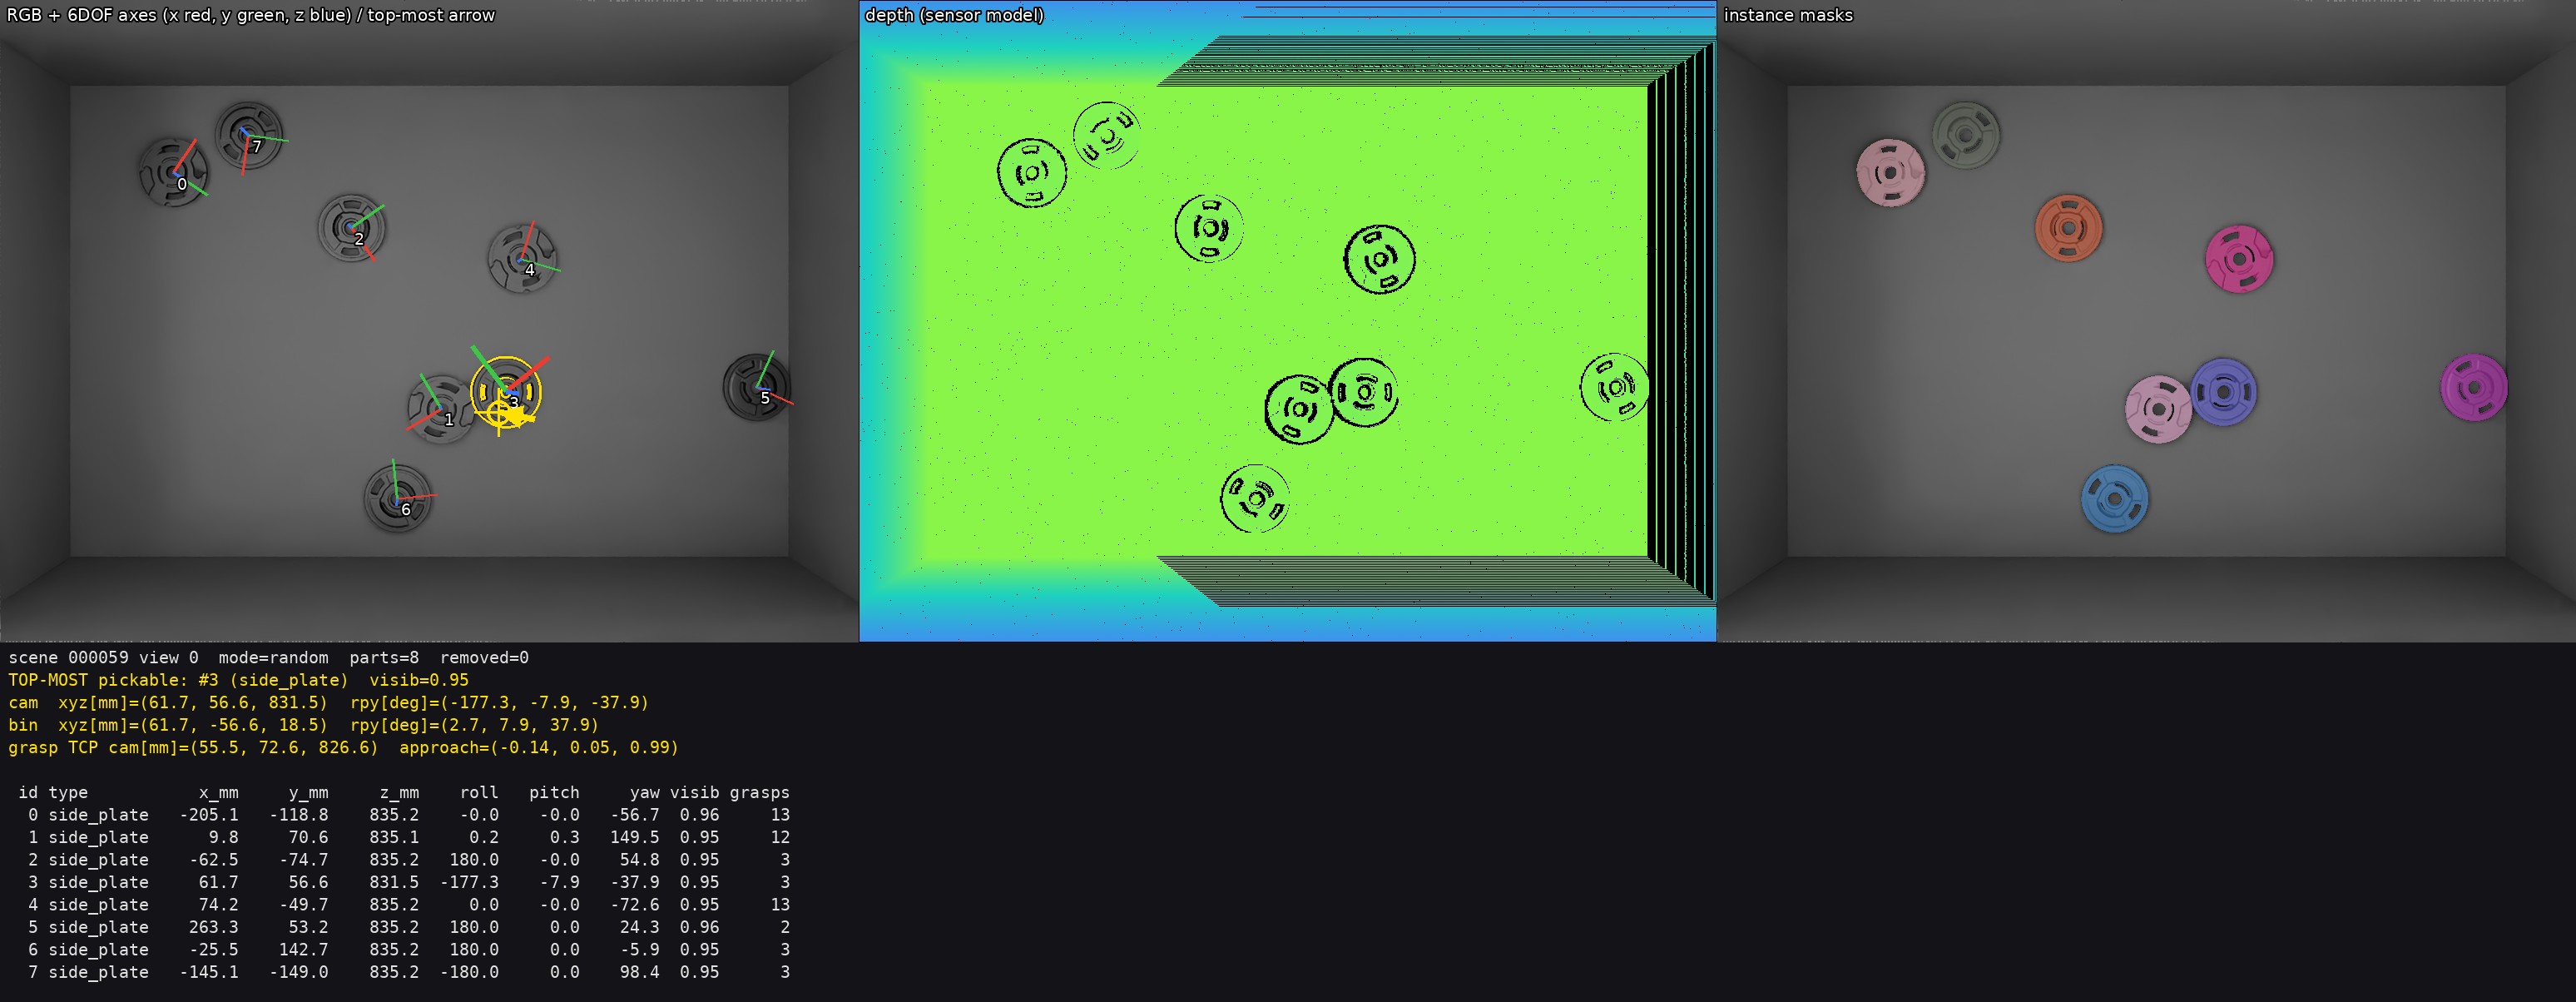 RGB + 6DOF axes (x red, y green, z blue) / top-most arrow
depth (sensor model)
instance masks
7
0
2
4
3
1
5
6
scene 000059 view 0  mode=random  parts=8  removed=0
TOP-MOST pickable: #3 (side_plate)  visib=0.95
cam  xyz[mm]=(61.7, 56.6, 831.5)  rpy[deg]=(-177.3, -7.9, -37.9)
bin  xyz[mm]=(61.7, -56.6, 18.5)  rpy[deg]=(2.7, 7.9, 37.9)
grasp TCP cam[mm]=(55.5, 72.6, 826.6)  approach=(-0.14, 0.05, 0.99)
id type x_mm y_mm z_mm roll pitch yaw visib grasps
0 side_plate -205.1 -118.8 835.2 -0.0 -0.0 -56.7 0.96 13
1 side_plate 9.8 70.6 835.1 0.2 0.3 149.5 0.95 12
2 side_plate -62.5 -74.7 835.2 180.0 -0.0 54.8 0.95 3
3 side_plate 61.7 56.6 831.5 -177.3 -7.9 -37.9 0.95 3
4 side_plate 74.2 -49.7 835.2 0.0 -0.0 -72.6 0.95 13
5 side_plate 263.3 53.2 835.2 180.0 0.0 24.3 0.96 2
6 side_plate -25.5 142.7 835.2 180.0 0.0 -5.9 0.95 3
7 side_plate -145.1 -149.0 835.2 -180.0 0.0 98.4 0.95 3